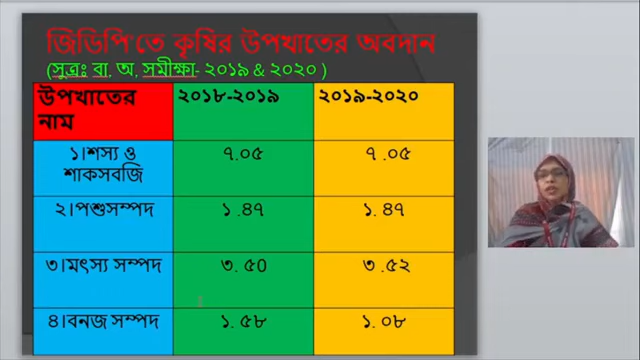 জিডিপি'তে কৃষির উপখাতের অবদান
(সুত্রঃ বা, অ, সমীক্ষা- ২০১৯ & ২০২০ )
উপখাতের নাম ২০১৮-২০১৯ ২০১৯-২০২০
১।শস্য ও শাকসবজি ৭.০৫ ৭ .০৫
২।পশুসম্পদ ১ .৪৭ ১. ৪৭
৩।মৎস্য সম্পদ ৩. ৫0 ৩ .৫২
৪।বনজ সম্পদ ১. ৫৮ ১. ০৮